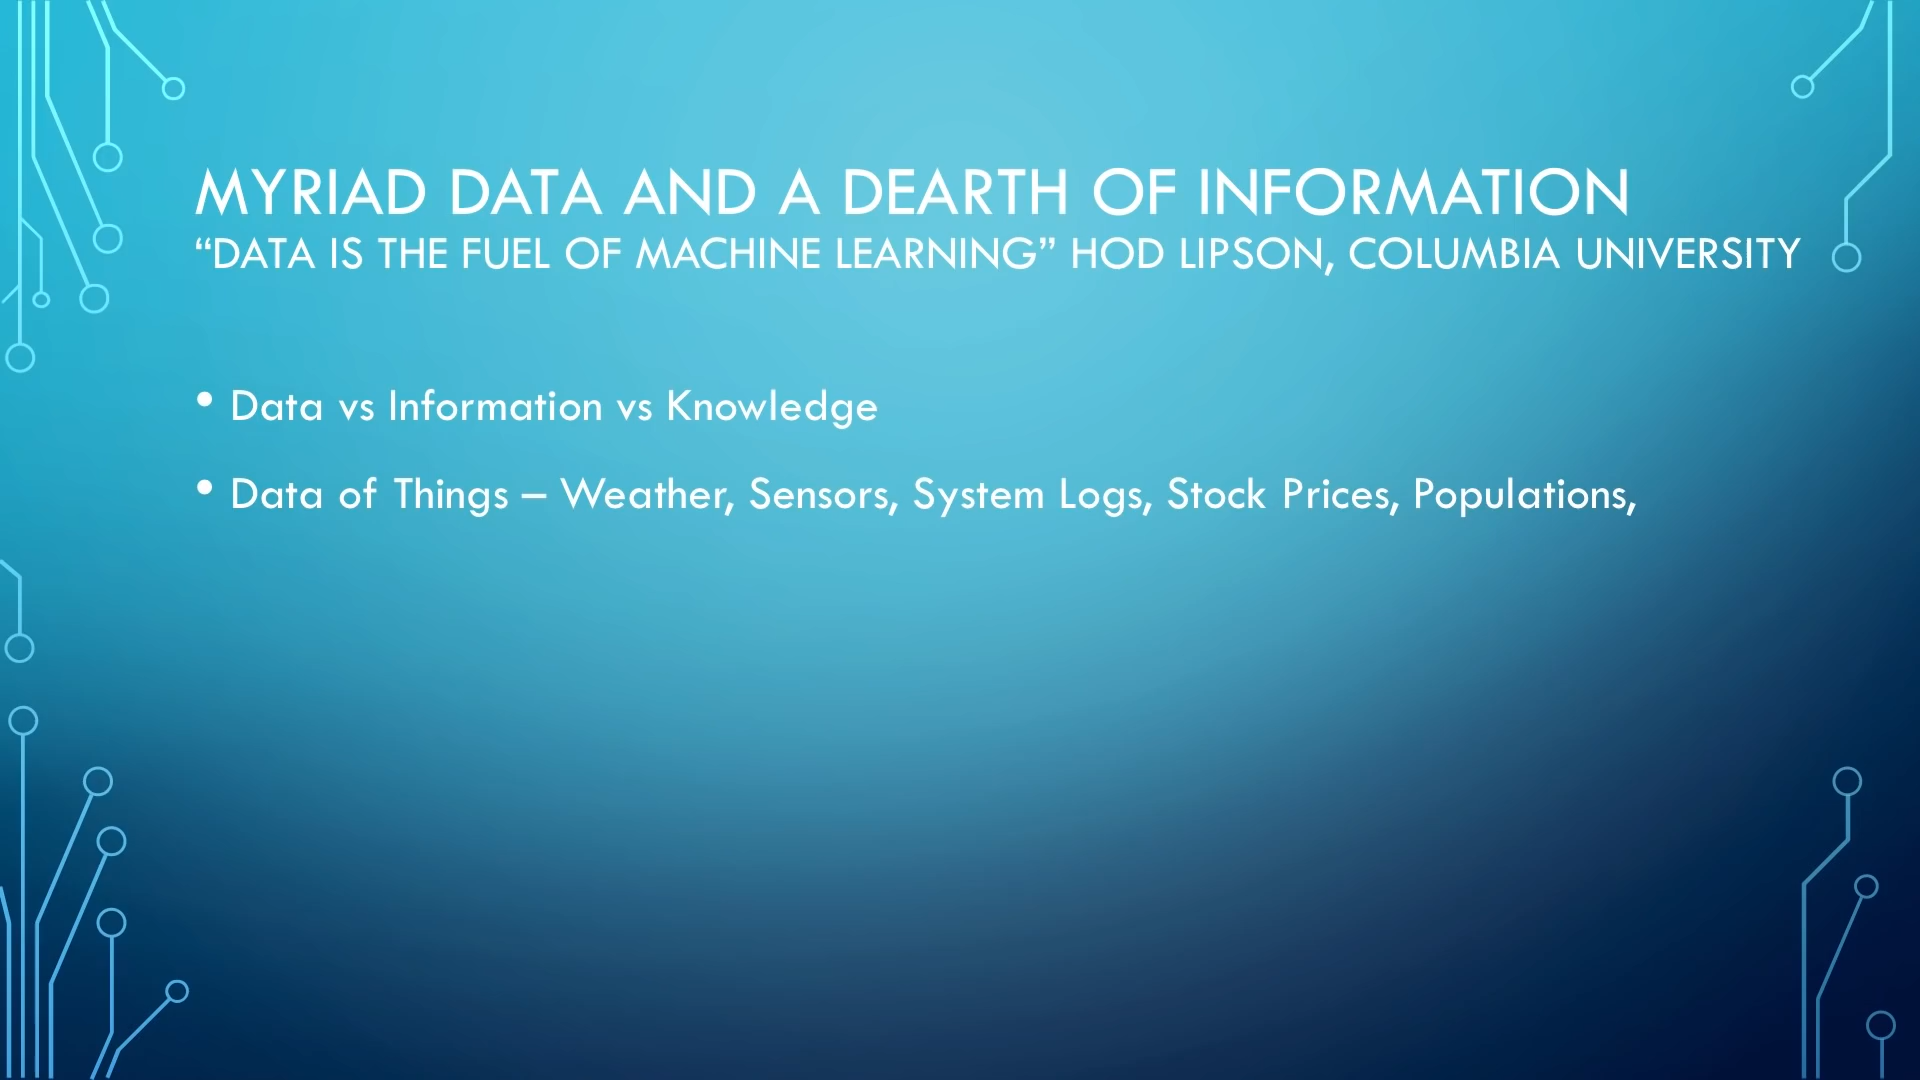 MYRIAD DATA AND A DEARTH OF INFORMATION
“DATA IS THE FUEL OF MACHINE LEARNING” HOD LIPSON, COLUMBIA UNIVERSITY
• Data vs Information vs Knowledge
• Data of Things – Weather, Sensors, System Logs, Stock Prices, Populations,